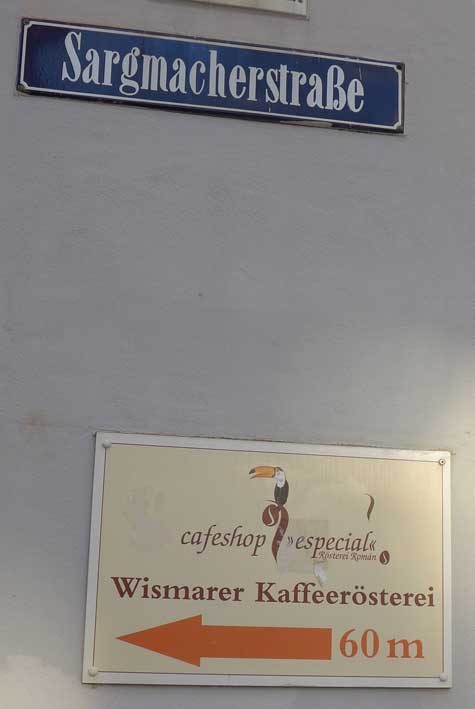 Sargmacherstraße
cafeshop »especial«
Rösterei Román
Wismarer Kaffeerösterei
60 m